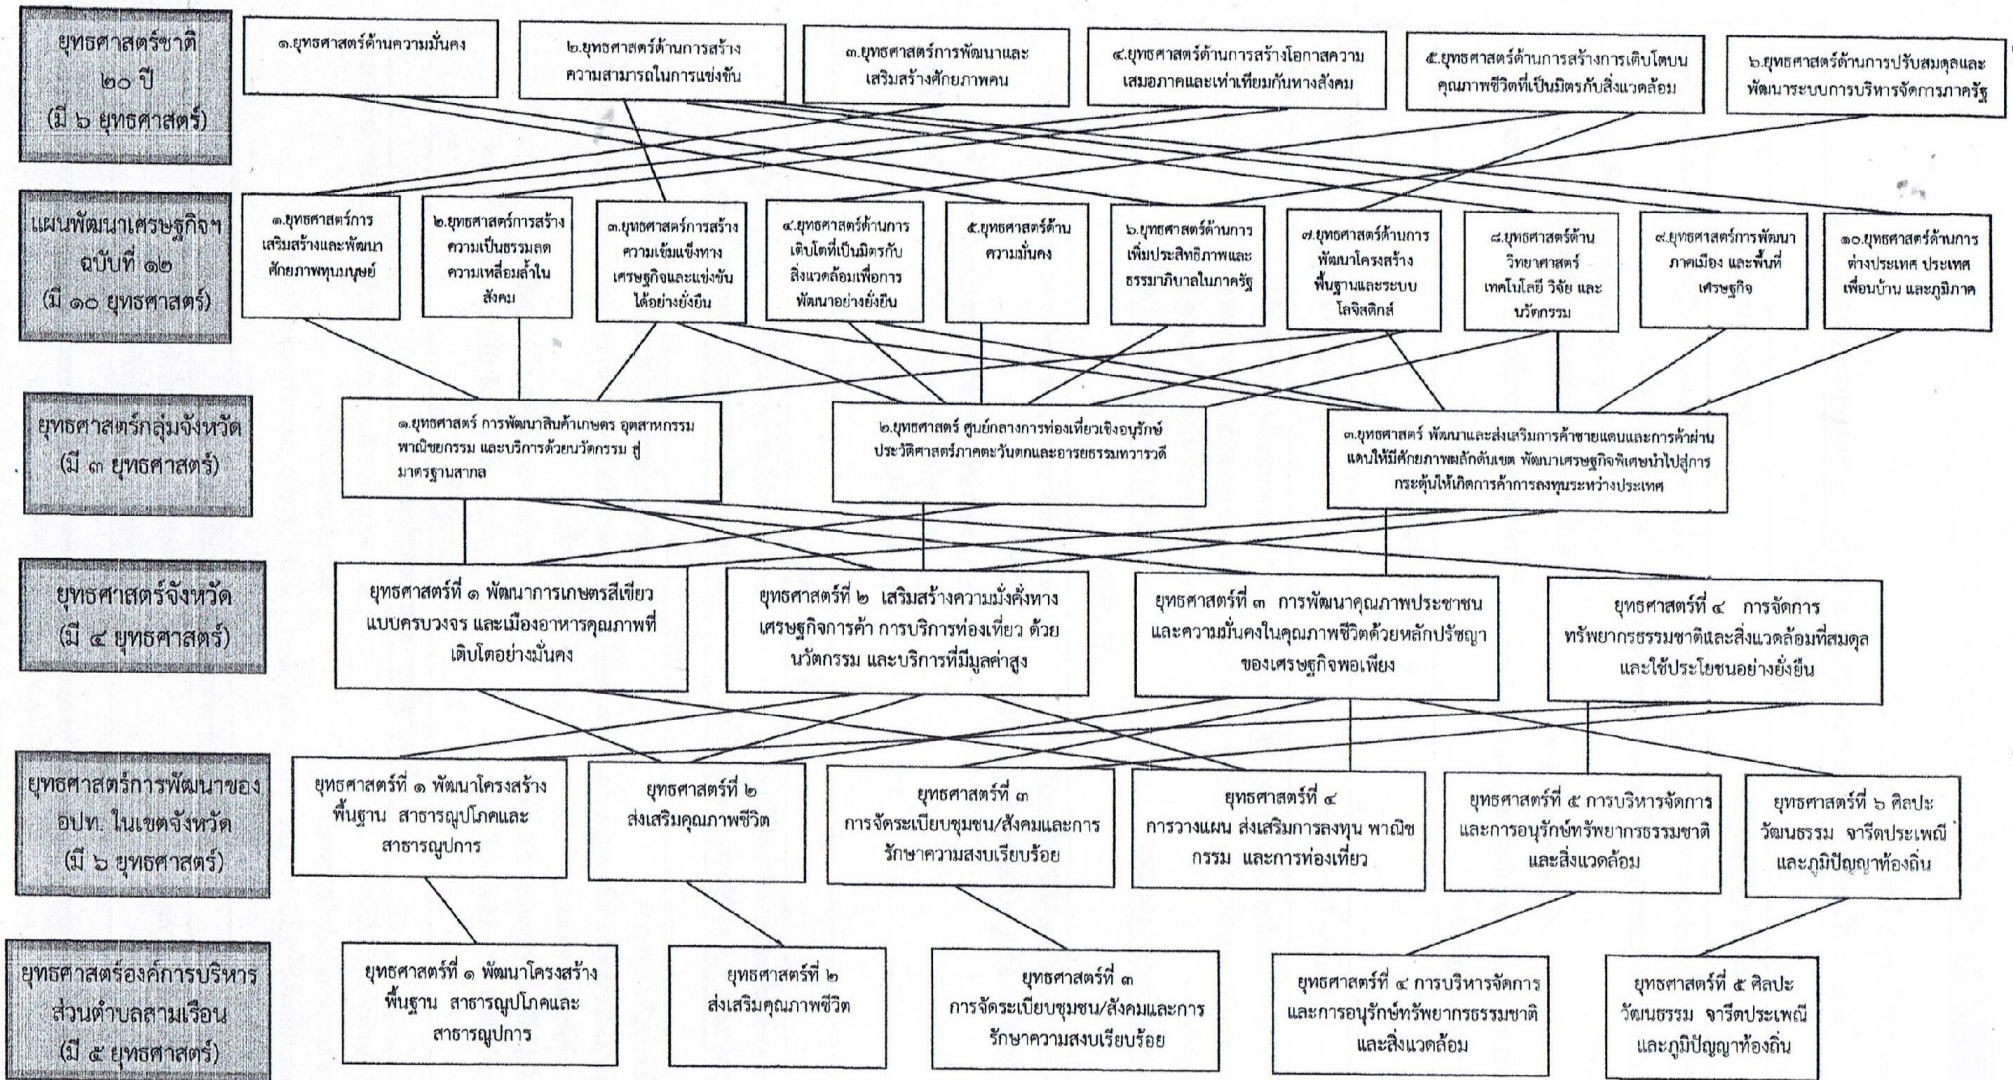 ยุทธศาสตร์ชาติ
๒๐ ปี
(มี ๖ ยุทธศาสตร์)
๑.ยุทธศาสตร์ด้านความมั่นคง
๒.ยุทธศาสตร์ด้านการสร้าง
ความสามารถในการแข่งขัน
๓.ยุทธศาสตร์การพัฒนาและ
เสริมสร้างศักยภาพคน
๔.ยุทธศาสตร์ด้านการสร้างโอกาสความ
เสมอภาคและเท่าเทียมกันทางสังคม
๕.ยุทธศาสตร์ด้านการสร้างการเติบโตบน
คุณภาพชีวิตที่เป็นมิตรกับสิ่งแวดล้อม
๖.ยุทธศาสตร์ด้านการปรับสมดุลและ
พัฒนาระบบการบริหารจัดการภาครัฐ
แผนพัฒนาเศรษฐกิจฯ
ฉบับที่ ๑๒
(มี ๑๐ ยุทธศาสตร์)
๑.ยุทธศาสตร์การ
เสริมสร้างและพัฒนา
ศักยภาพทุนมนุษย์
๒.ยุทธศาสตร์การสร้าง
ความเป็นธรรมลด
ความเหลื่อมล้ำใน
สังคม
๓.ยุทธศาสตร์การสร้าง
ความเข้มแข็งทาง
เศรษฐกิจและแข่งขัน
ได้อย่างยั่งยืน
๔.ยุทธศาสตร์ด้านการ
เติบโตที่เป็นมิตรกับ
สิ่งแวดล้อมเพื่อการ
พัฒนาอย่างยั่งยืน
๕.ยุทธศาสตร์ด้าน
ความมั่นคง
๖.ยุทธศาสตร์ด้านการ
เพิ่มประสิทธิภาพและ
ธรรมาภิบาลในภาครัฐ
๗.ยุทธศาสตร์ด้านการ
พัฒนาโครงสร้าง
พื้นฐานและระบบ
โลจิสติกส์
๘.ยุทธศาสตร์ด้าน
วิทยาศาสตร์
เทคโนโลยี วิจัย และ
นวัตกรรม
๙.ยุทธศาสตร์การพัฒนา
ภาคเมือง และพื้นที่
เศรษฐกิจ
๑๐.ยุทธศาสตร์ด้านการ
ต่างประเทศ ประเทศ
เพื่อนบ้าน และภูมิภาค
ยุทธศาสตร์กลุ่มจังหวัด
(มี ๓ ยุทธศาสตร์)
๑.ยุทธศาสตร์ การพัฒนาสินค้าเกษตร อุตสาหกรรม
พาณิชยกรรม และบริการด้วยนวัตกรรม สู่
มาตรฐานสากล
๒.ยุทธศาสตร์ ศูนย์กลางการท่องเที่ยวเชิงอนุรักษ์
ประวัติศาสตร์ภาคตะวันตกและอารยธรรมทวารวดี
๓.ยุทธศาสตร์ พัฒนาและส่งเสริมการค้าชายแดนและการค้าผ่าน
แดนให้มีศักยภาพผลักดันเขต พัฒนาเศรษฐกิจพิเศษนำไปสู่การ
กระตุ้นให้เกิดการค้าการลงทุนระหว่างประเทศ
ยุทธศาสตร์จังหวัด
(มี ๔ ยุทธศาสตร์)
ยุทธศาสตร์ที่ ๑ พัฒนาการเกษตรสีเขียว
แบบครบวงจร และเมืองอาหารคุณภาพที่
เติบโตอย่างมั่นคง
ยุทธศาสตร์ที่ ๒ เสริมสร้างความมั่งคั่งทาง
เศรษฐกิจการค้า การบริการท่องเที่ยว ด้วย
นวัตกรรม และบริการที่มีมูลค่าสูง
ยุทธศาสตร์ที่ ๓ การพัฒนาคุณภาพประชาชน
และความมั่นคงในคุณภาพชีวิตด้วยหลักปรัชญา
ของเศรษฐกิจพอเพียง
ยุทธศาสตร์ที่ ๔ การจัดการ
ทรัพยากรธรรมชาติและสิ่งแวดล้อมที่สมดุล
และใช้ประโยชน์อย่างยั่งยืน
ยุทธศาสตร์การพัฒนาของ
อปท. ในเขตจังหวัด
(มี ๖ ยุทธศาสตร์)
ยุทธศาสตร์ที่ ๑ พัฒนาโครงสร้าง
พื้นฐาน สาธารณูปโภคและ
สาธารณูปการ
ยุทธศาสตร์ที่ ๒
ส่งเสริมคุณภาพชีวิต
ยุทธศาสตร์ที่ ๓
การจัดระเบียบชุมชน/สังคมและการ
รักษาความสงบเรียบร้อย
ยุทธศาสตร์ที่ ๔
การวางแผน ส่งเสริมการลงทุน พาณิช
กรรม และการท่องเที่ยว
ยุทธศาสตร์ที่ ๕ การบริหารจัดการ
และการอนุรักษ์ทรัพยากรธรรมชาติ
และสิ่งแวดล้อม
ยุทธศาสตร์ที่ ๖ ศิลปะ
วัฒนธรรม จารีตประเพณี
และภูมิปัญญาท้องถิ่น
ยุทธศาสตร์องค์การบริหาร
ส่วนตำบลสามเรือน
(มี ๕ ยุทธศาสตร์)
ยุทธศาสตร์ที่ ๑ พัฒนาโครงสร้าง
พื้นฐาน สาธารณูปโภคและ
สาธารณูปการ
ยุทธศาสตร์ที่ ๒
ส่งเสริมคุณภาพชีวิต
ยุทธศาสตร์ที่ ๓
การจัดระเบียบชุมชน/สังคมและการ
รักษาความสงบเรียบร้อย
ยุทธศาสตร์ที่ ๔ การบริหารจัดการ
และการอนุรักษ์ทรัพยากรธรรมชาติ
และสิ่งแวดล้อม
ยุทธศาสตร์ที่ ๕ ศิลปะ
วัฒนธรรม จารีตประเพณี
และภูมิปัญญาท้องถิ่น